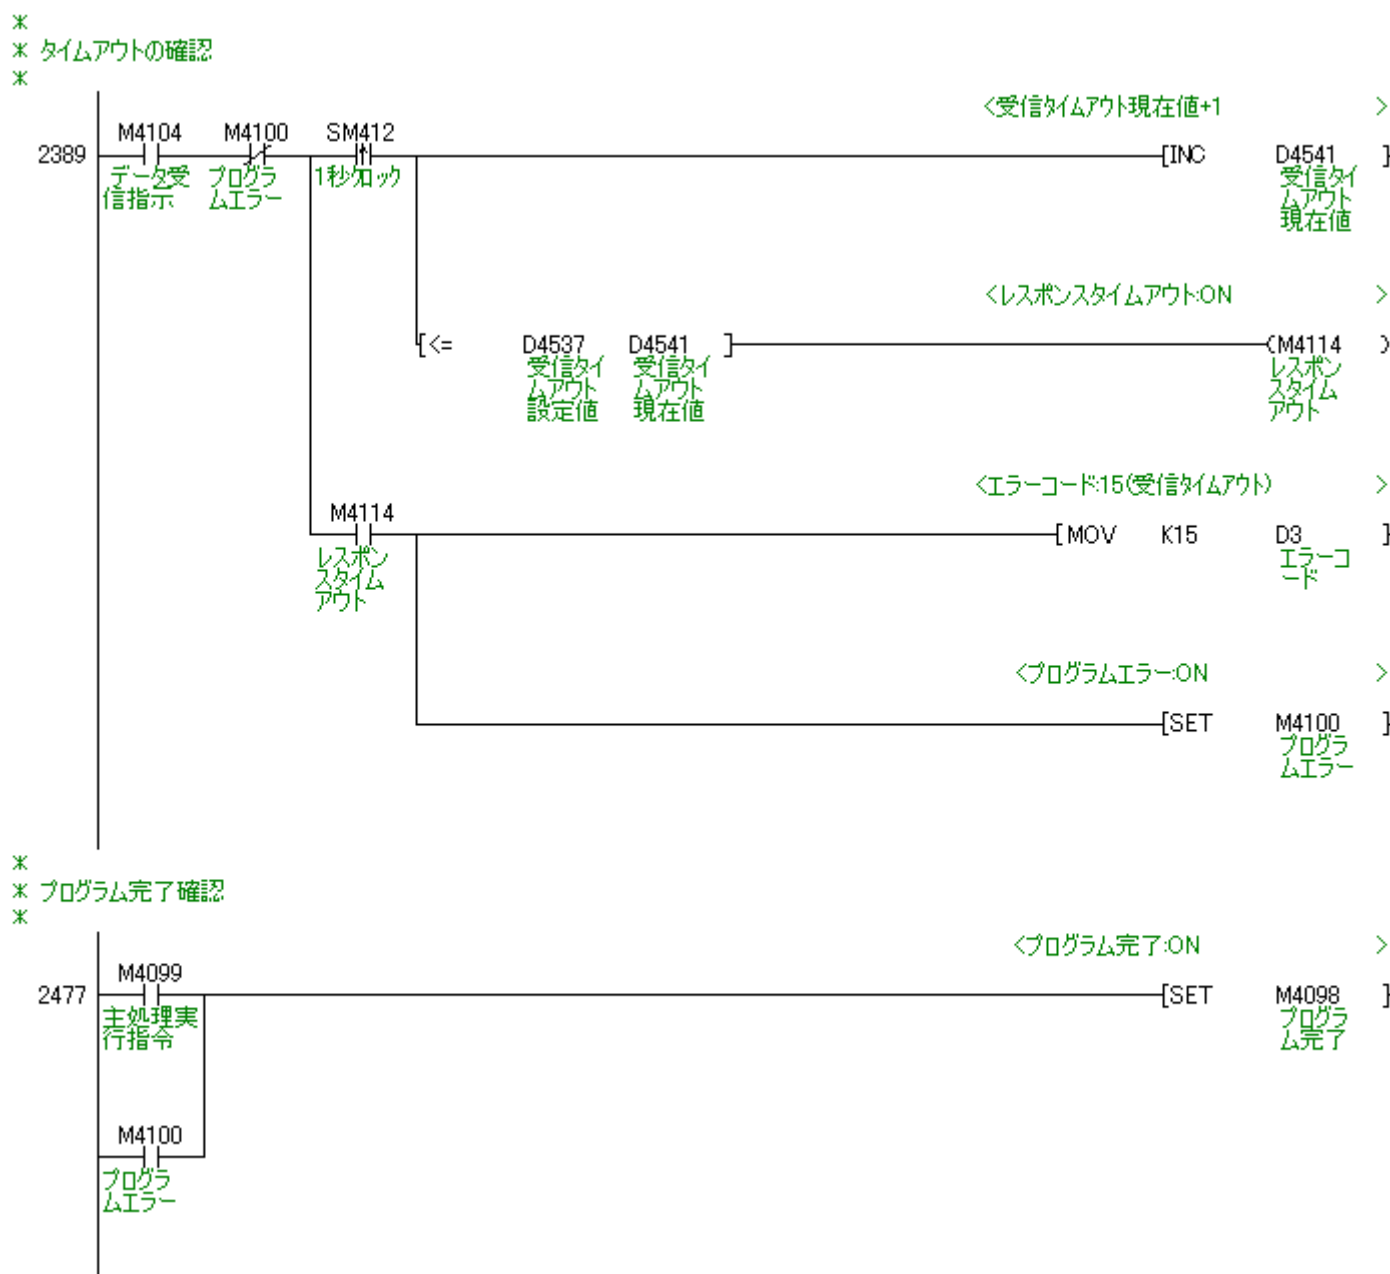 *
* タイムアウトの確認
*
<受信タイムアウト現在値+1 >
M4104 M4100 SM412
2389 [INC D4541 ]
データ受 プログラ 1秒クロック 受信タイ
信指示 ムエラー ムアウト
現在値
<レスポンスタイムアウト:ON >
[<= D4537 D4541 ] (M4114 )
受信タイ 受信タイ レスポン
ムアウト ムアウト スタイム
設定値 現在値 アウト
<エラーコード:15(受信タイムアウト) >
M4114
[MOV K15 D3 ]
レスポン エラーコ
スタイム ード
アウト
<プログラムエラー:ON >
[SET M4100 ]
プログラ
ムエラー
*
* プログラム完了確認
*
<プログラム完了:ON >
M4099
2477 [SET M4098 ]
主処理実 プログラ
行指令 ム完了
M4100
プログラ
ムエラー